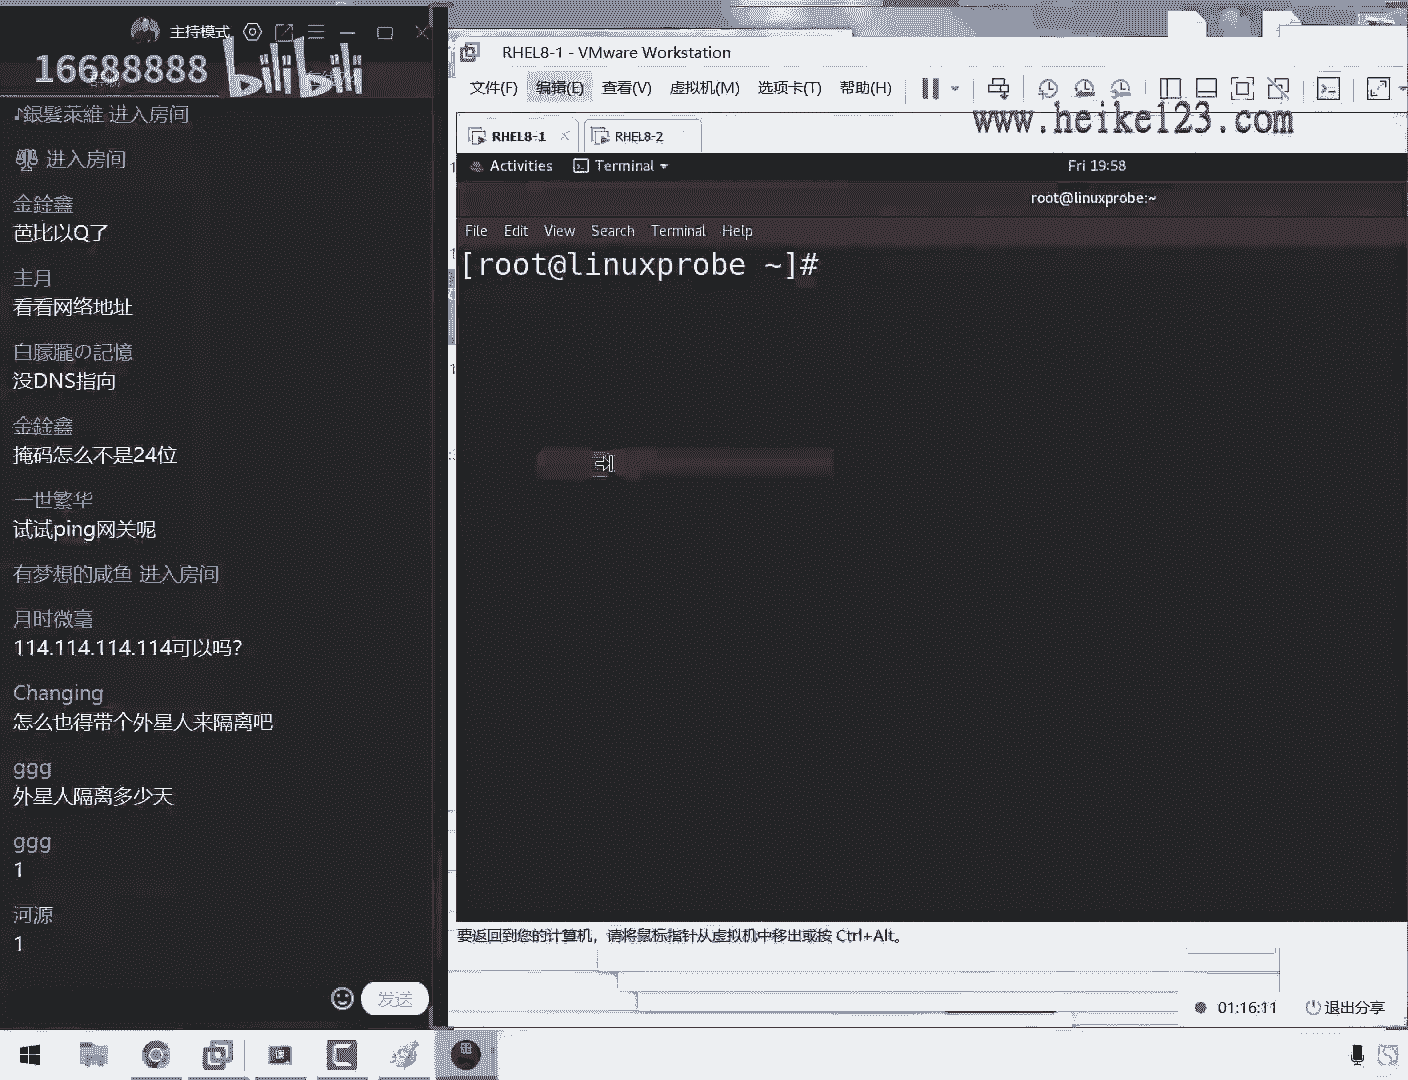 主持模式
16688888
bilibili
♪銀髮萊維 进入房间
进入房间
金銓鑫
芭比以Q了
主月
看看网络地址
白朦朧の記憶
没DNS指向
金銓鑫
掩码怎么不是24位
一世繁华
试试ping网关呢
有梦想的咸鱼 进入房间
月时微毫
114.114.114.114可以吗?
Changing
怎么也得带个外星人来隔离吧
ggg
外星人隔离多少天
ggg
1
河源
1
发送
RHEL8-1 - VMware Workstation
文件(F) 编辑(E) 查看(V) 虚拟机(M) 选项卡(T) 帮助(H)
www.heike123.com
RHEL8-1 RHEL8-2
Activities Terminal Fri 19:58
root@linuxprobe:~
File Edit View Search Terminal Help
[root@linuxprobe ~]#
要返回到您的计算机，请将鼠标指针从虚拟机中移出或按 Ctrl+Alt。
01:16:11 退出分享